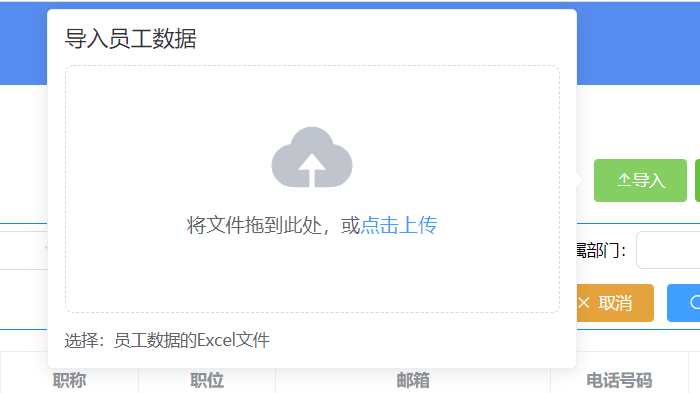 导入员工数据
将文件拖到此处，或点击上传
导入
属部门：
取消
选择：员工数据的Excel文件
职称
职位
邮箱
电话号码